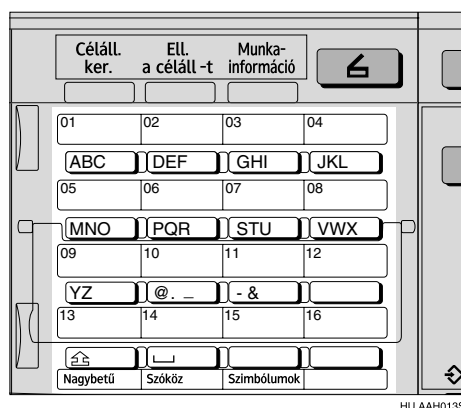 Céláll. ker.
Ell. a céláll -t
Munka- információ
01 02 03 04
ABC DEF GHI JKL
05 06 07 08
MNO PQR STU VWX
09 10 11 12
YZ @. _ - &
13 14 15 16
Nagybetű Szóköz Szimbólumok